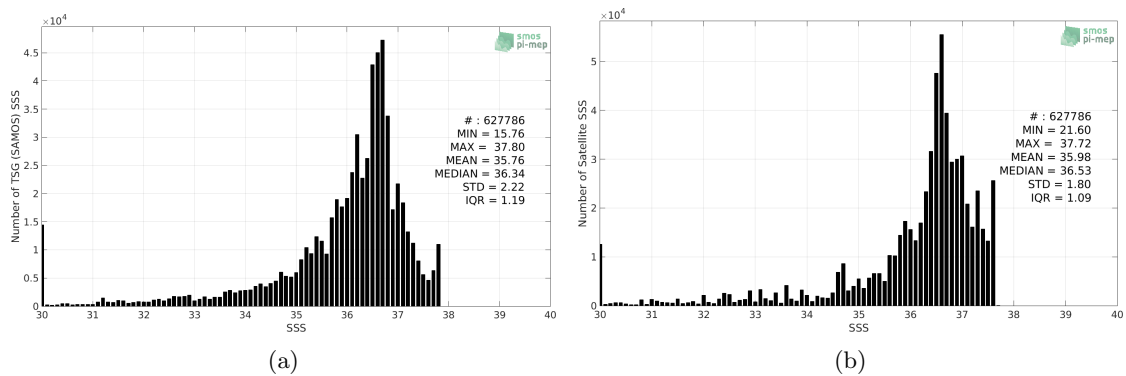 ×10⁴
smos
pi-mep
Number of TSG (SAMOS) SSS
4.5
4
3.5
3
2.5
2
1.5
1
0.5
0
# : 627786
MIN = 15.76
MAX = 37.80
MEAN = 35.76
MEDIAN = 36.34
STD = 2.22
IQR = 1.19
30 31 32 33 34 35 36 37 38 39 40
SSS
(a)
×10⁴
smos
pi-mep
Number of Satellite SSS
5
4
3
2
1
0
# : 627786
MIN = 21.60
MAX = 37.72
MEAN = 35.98
MEDIAN = 36.53
STD = 1.80
IQR = 1.09
30 31 32 33 34 35 36 37 38 39 40
SSS
(b)